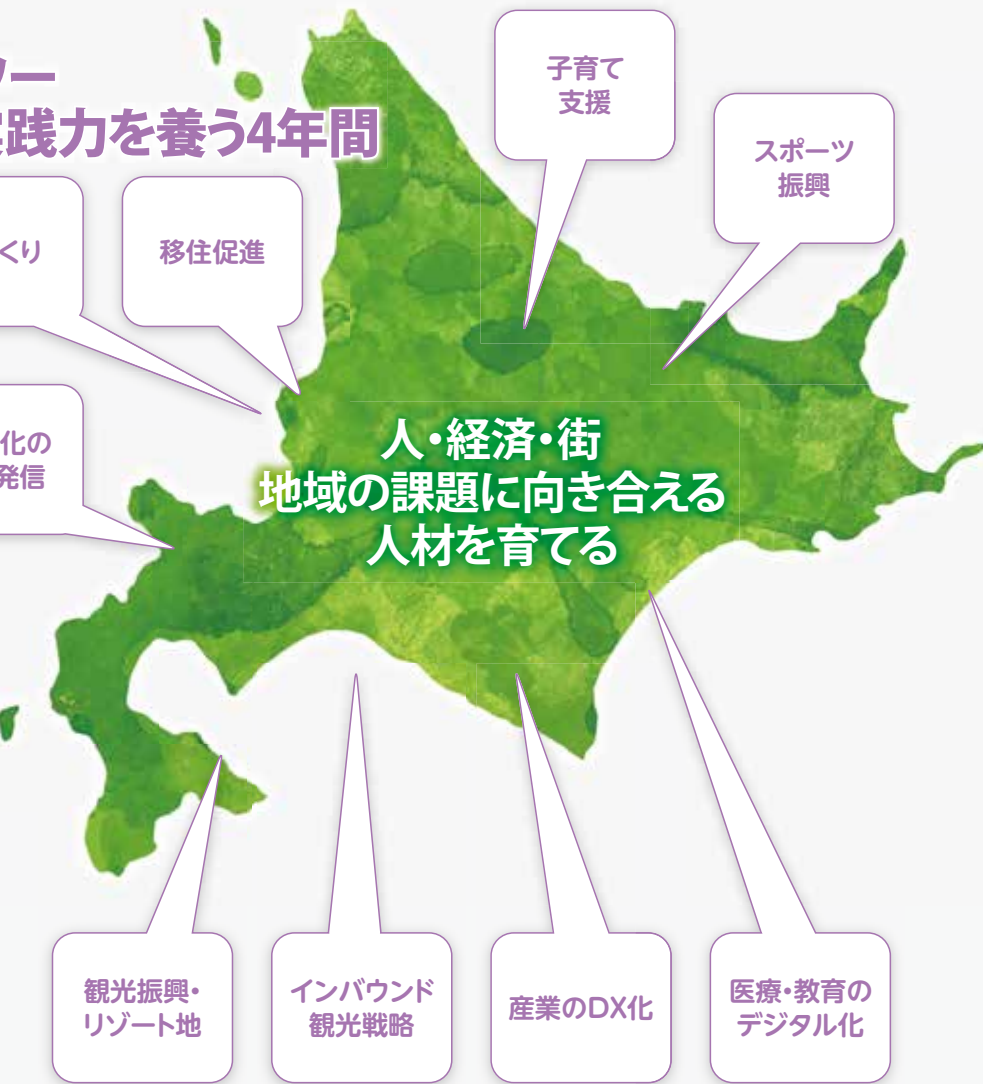 ー
践力を養う4年間
子育て
支援
スポーツ
振興
くり
移住促進
化の
発信
人・経済・街
地域の課題に向き合える
人材を育てる
観光振興・
リゾート地
インバウンド
観光戦略
産業のDX化
医療・教育の
デジタル化